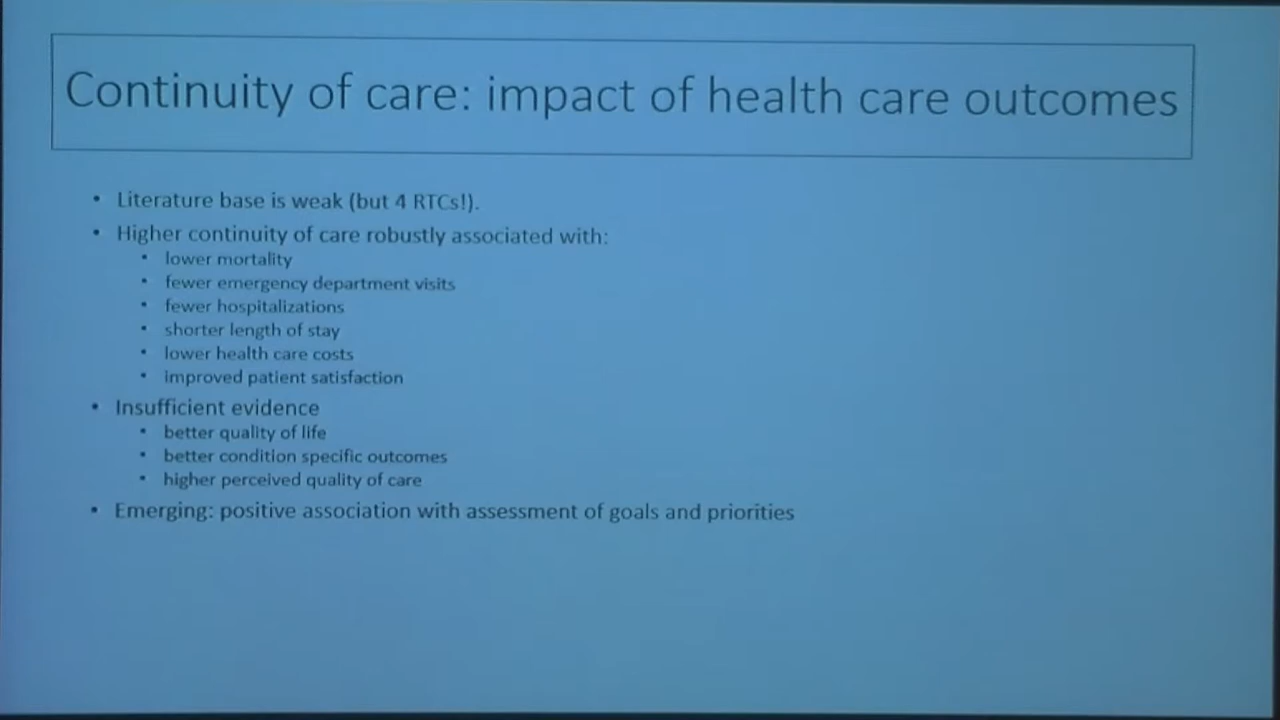 Continuity of care: impact of health care outcomes
• Literature base is weak (but 4 RTCs!).
• Higher continuity of care robustly associated with:
• lower mortality
• fewer emergency department visits
• fewer hospitalizations
• shorter length of stay
• lower health care costs
• improved patient satisfaction
• Insufficient evidence
• better quality of life
• better condition specific outcomes
• higher perceived quality of care
• Emerging: positive association with assessment of goals and priorities